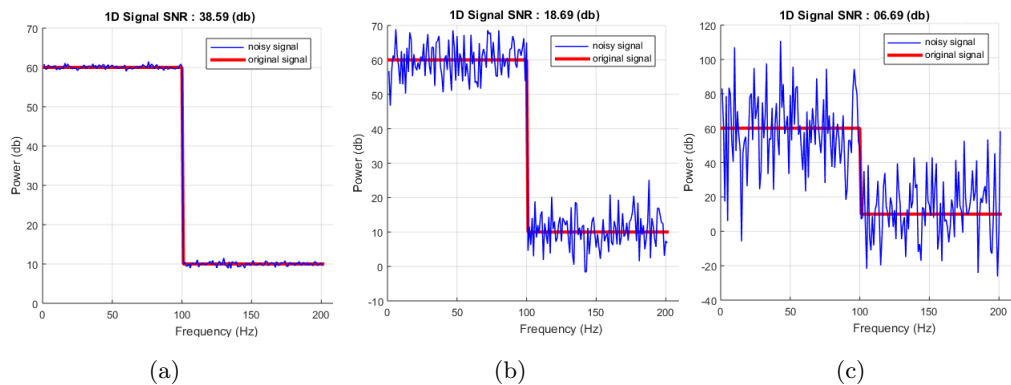 1D Signal SNR : 38.59 (db)
noisy signal
original signal
70
60
50
40
30
20
10
0
0
50
100
150
200
Power (db)
Frequency (Hz)
(a)
1D Signal SNR : 18.69 (db)
noisy signal
original signal
70
60
50
40
30
20
10
0
-10
0
50
100
150
200
Power (db)
Frequency (Hz)
(b)
1D Signal SNR : 06.69 (db)
noisy signal
original signal
120
100
80
60
40
20
0
-20
-40
0
50
100
150
200
Power (db)
Frequency (Hz)
(c)